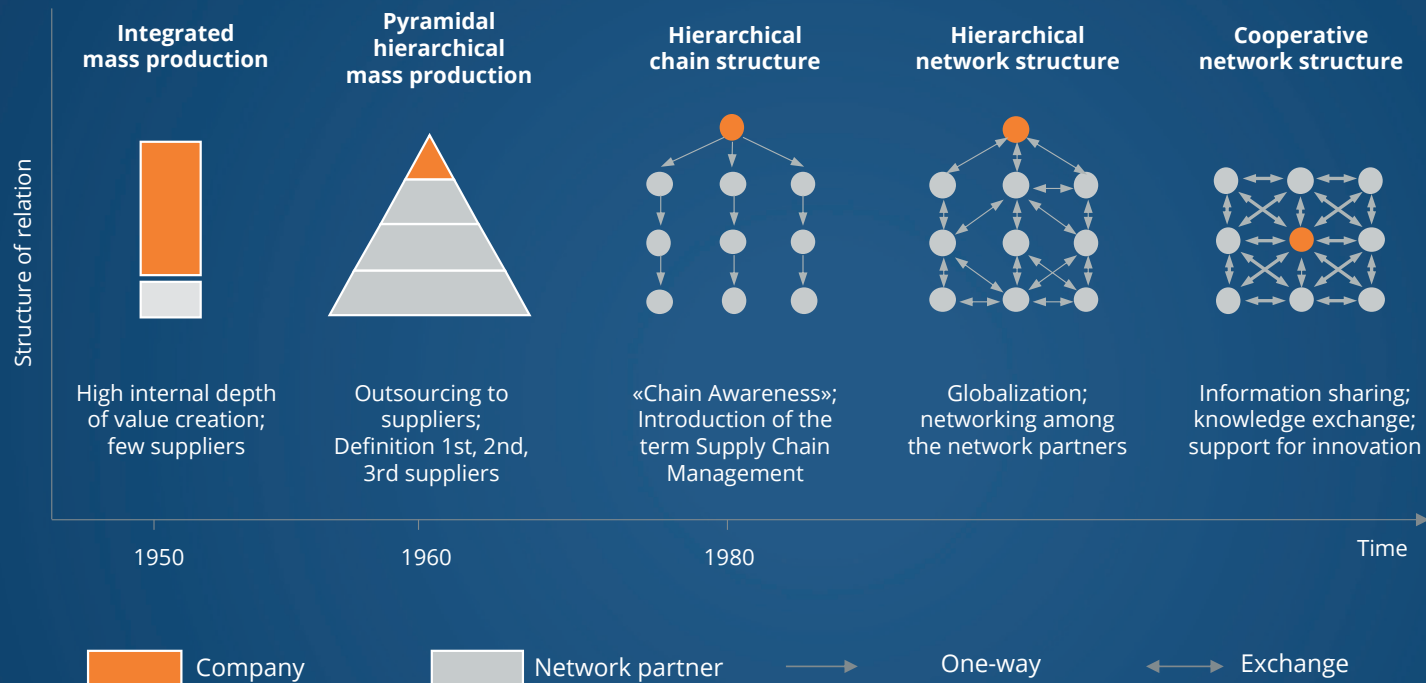 Integrated
mass production
Pyramidal
hierarchical
mass production
Hierarchical
chain structure
Hierarchical
network structure
Cooperative
network structure
Structure of relation
High internal depth
of value creation;
few suppliers
Outsourcing to
suppliers;
Definition 1st, 2nd,
3rd suppliers
«Chain Awareness»;
Introduction of the
term Supply Chain
Management
Globalization;
networking among
the network partners
Information sharing;
knowledge exchange;
support for innovation
1950
1960
1980
Time
Company
Network partner
One-way
Exchange